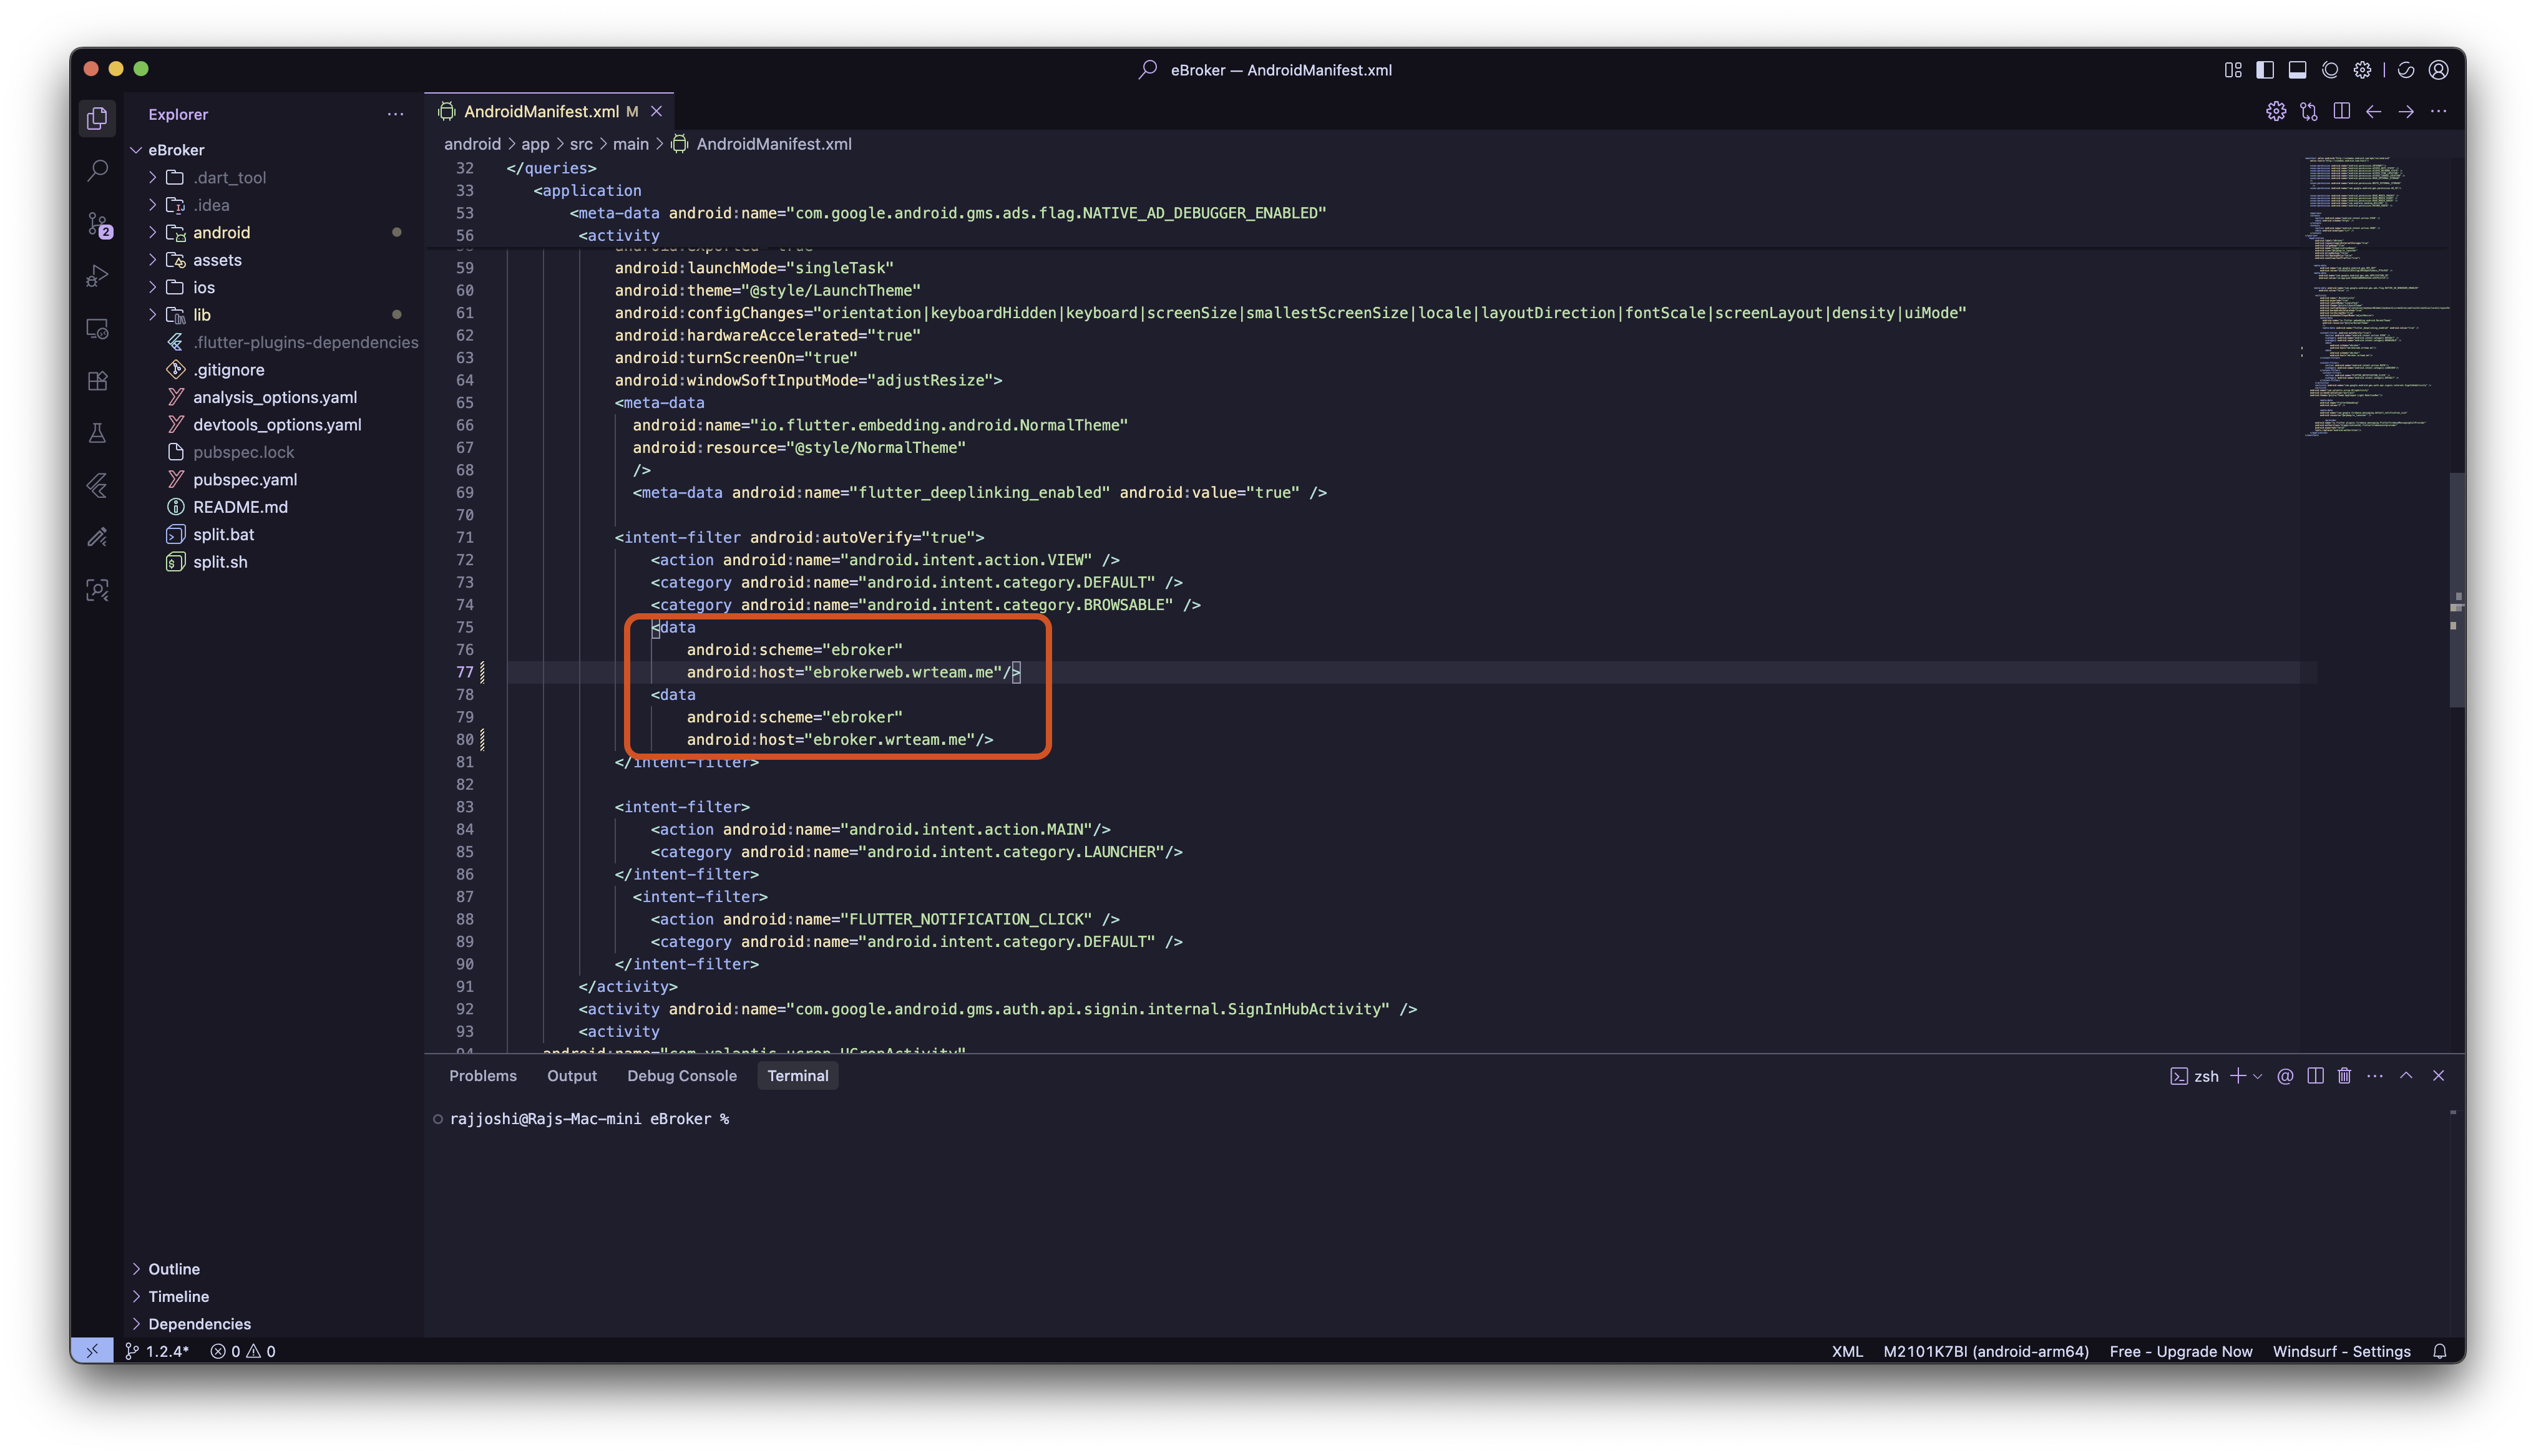 eBroker — AndroidManifest.xml
Explorer
AndroidManifest.xml M
android > app > src > main > AndroidManifest.xml
eBroker
.dart_tool
.idea
android
assets
ios
lib
.flutter-plugins-dependencies
.gitignore
analysis_options.yaml
devtools_options.yaml
pubspec.lock
pubspec.yaml
README.md
split.bat
split.sh
2
32 </queries>
33 <application
53 <meta-data android:name="com.google.android.gms.ads.flag.NATIVE_AD_DEBUGGER_ENABLED"
56 <activity
59 android:launchMode="singleTask"
60 android:theme="@style/LaunchTheme"
61 android:configChanges="orientation|keyboardHidden|keyboard|screenSize|smallestScreenSize|locale|layoutDirection|fontScale|screenLayout|density|uiMode"
62 android:hardwareAccelerated="true"
63 android:turnScreenOn="true"
64 android:windowSoftInputMode="adjustResize">
65 <meta-data
66 android:name="io.flutter.embedding.android.NormalTheme"
67 android:resource="@style/NormalTheme"
68 />
69 <meta-data android:name="flutter_deeplinking_enabled" android:value="true" />
70
71 <intent-filter android:autoVerify="true">
72 <action android:name="android.intent.action.VIEW" />
73 <category android:name="android.intent.category.DEFAULT" />
74 <category android:name="android.intent.category.BROWSABLE" />
75 <data
76 android:scheme="ebroker"
77 android:host="ebrokerweb.wrteam.me"/>
78 <data
79 android:scheme="ebroker"
80 android:host="ebroker.wrteam.me"/>
81 </intent-filter>
82
83 <intent-filter>
84 <action android:name="android.intent.action.MAIN"/>
85 <category android:name="android.intent.category.LAUNCHER"/>
86 </intent-filter>
87 <intent-filter>
88 <action android:name="FLUTTER_NOTIFICATION_CLICK" />
89 <category android:name="android.intent.category.DEFAULT" />
90 </intent-filter>
91 </activity>
92 <activity android:name="com.google.android.gms.auth.api.signin.internal.SignInHubActivity" />
93 <activity
94 android:name="com.yalantis.ucrop.UCropActivity"
Problems Output Debug Console Terminal
zsh
rajjoshi@Rajs-Mac-mini eBroker %
Outline
Timeline
Dependencies
1.2.4* 0 0
XML M2101K7BI (android-arm64) Free - Upgrade Now Windsurf - Settings